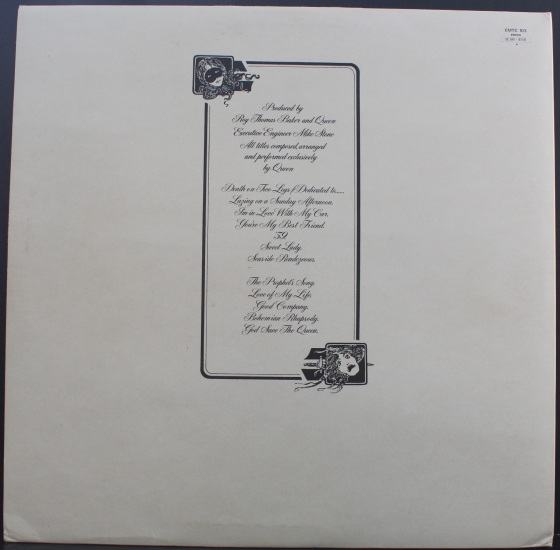 EMTC 103
Produced by
Roy Thomas Baker and Queen
Executive Engineer Mike Stone
All titles composed, arranged
and performed exclusively
by Queen
Death on Two Legs (Dedicated to.....
Lazing on a Sunday Afternoon.
I'm in Love With My Car.
You're My Best Friend.
'39.
Sweet Lady.
Seaside Rendezvous.
The Prophet's Song.
Love of My Life.
Good Company.
Bohemian Rhapsody.
God Save The Queen.